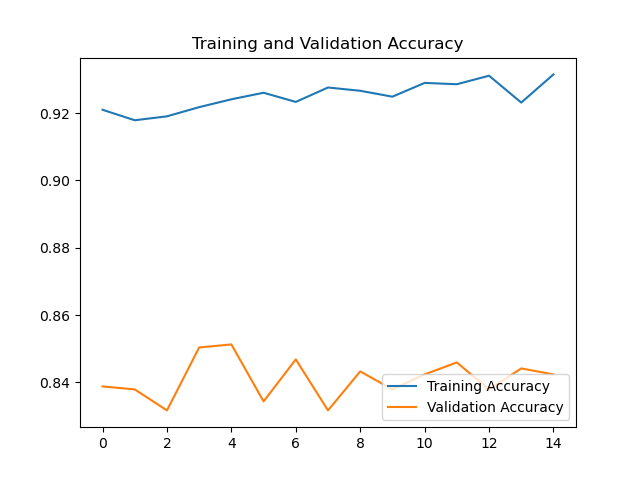 Training and Validation Accuracy
0.92
0.90
0.88
0.86
0.84
Training Accuracy
Validation Accuracy
0 2 4 6 8 10 12 14